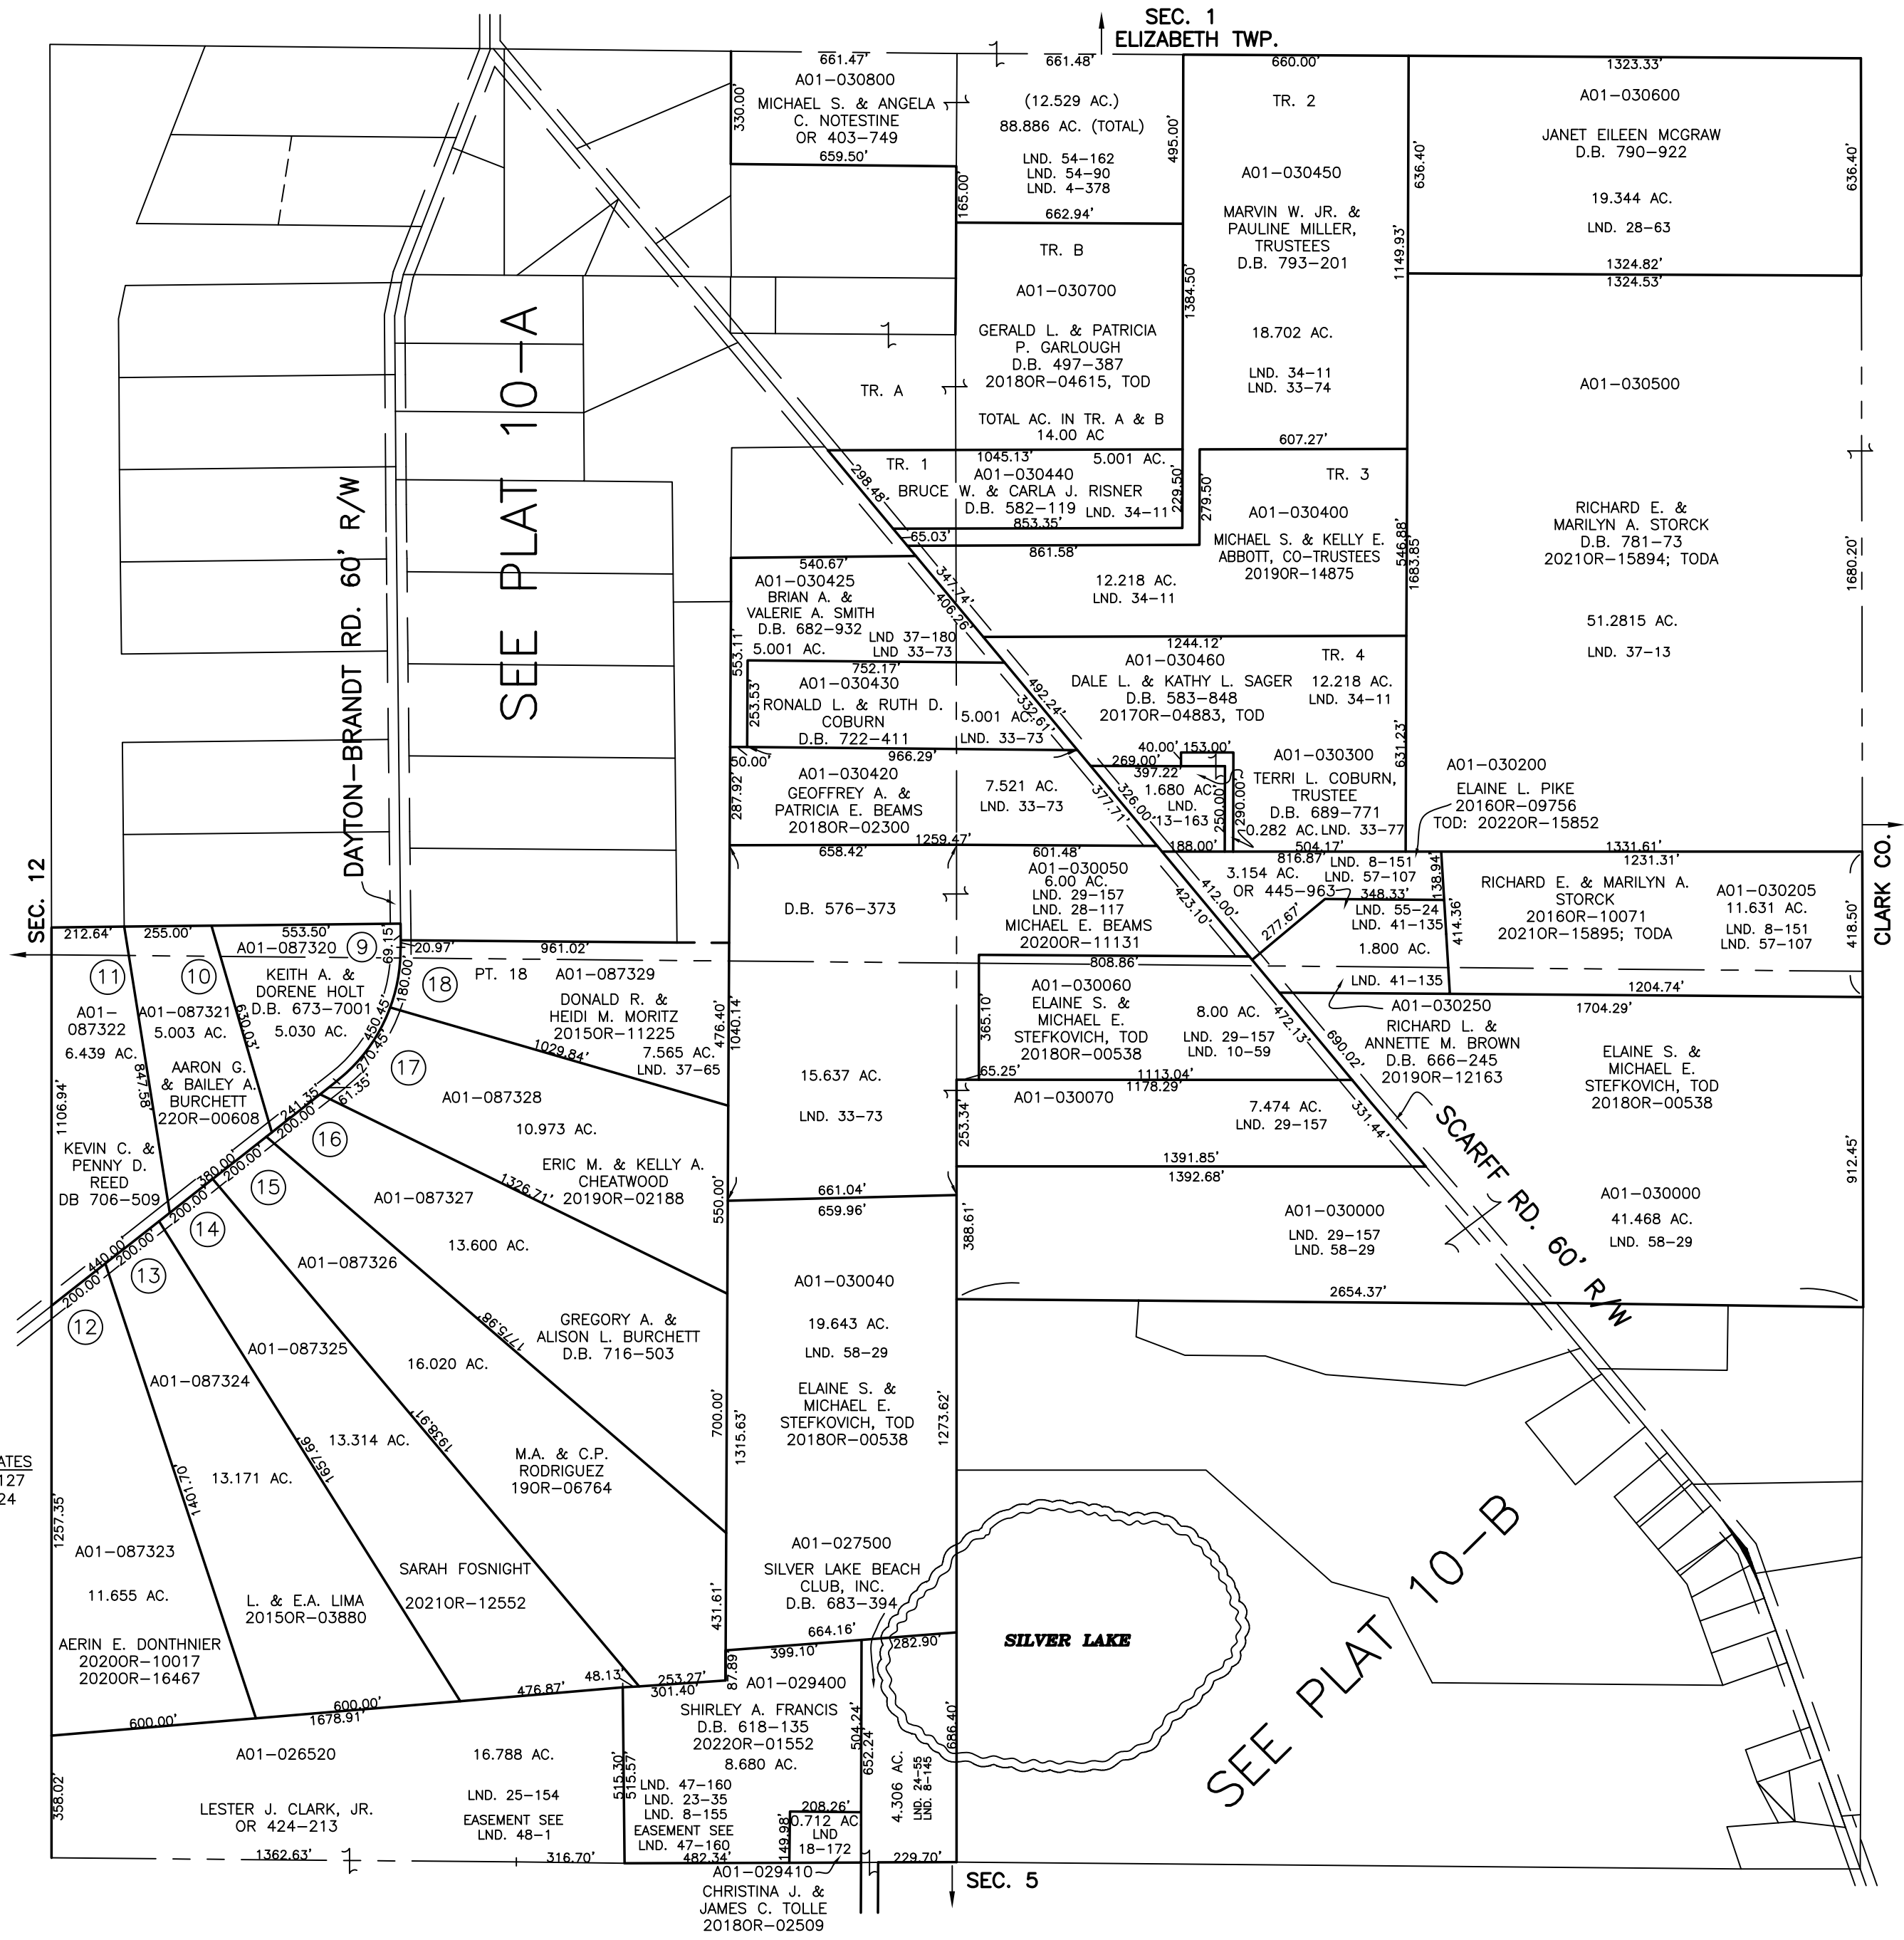 SEC. 1
ELIZABETH TWP.
661.47'
A01-030800
MICHAEL S. & ANGELA
C. NOTESTINE
OR 403-749
659.50'
330.00'
661.48'
(12.529 AC.)
88.886 AC. (TOTAL)
LND. 54-162
LND. 54-90
LND. 4-378
662.94'
165.00'
495.00'
660.00'
TR. 2
A01-030450
MARVIN W. JR. &
PAULINE MILLER,
TRUSTEES
D.B. 793-201
18.702 AC.
LND. 34-11
LND. 33-74
607.27'
636.40'
1149.93'
1384.50'
1323.33'
A01-030600
JANET EILEEN MCGRAW
D.B. 790-922
19.344 AC.
LND. 28-63
1324.82'
636.40'
1324.53'
A01-030500
RICHARD E. &
MARILYN A. STORCK
D.B. 781-73
2021OR-15894; TODA
51.2815 AC.
LND. 37-13
1680.20'
1683.85'
TR. B
A01-030700
GERALD L. & PATRICIA
P. GARLOUGH
D.B. 497-387
2018OR-04615, TOD
TOTAL AC. IN TR. A & B
14.00 AC
TR. A
TR. 1
1045.13'
5.001 AC.
A01-030440
BRUCE W. & CARLA J. RISNER
D.B. 582-119
LND. 34-11
853.35'
229.50'
279.50'
298.48'
65.03'
861.58'
TR. 3
A01-030400
MICHAEL S. & KELLY E.
ABBOTT, CO-TRUSTEES
2019OR-14875
12.218 AC.
LND. 34-11
546.88'
347.74'
406.26'
540.67'
A01-030425
BRIAN A. &
VALERIE A. SMITH
D.B. 682-932
5.001 AC.
LND 37-180
LND 33-73
553.11'
752.17'
A01-030430
RONALD L. & RUTH D.
COBURN
D.B. 722-411
5.001 AC.
LND. 33-73
253.53'
332.61'
492.24'
1244.12'
A01-030460
TR. 4
DALE L. & KATHY L. SAGER
D.B. 583-848
2017OR-04883, TOD
12.218 AC.
LND. 34-11
631.23'
50.00'
966.29'
A01-030420
GEOFFREY A. &
PATRICIA E. BEAMS
2018OR-02300
7.521 AC.
LND. 33-73
287.92'
1259.47'
377.71'
326.00'
40.00'
153.00'
269.00'
397.22'
1.680 AC.
LND.
13-163
250.00'
290.00'
188.00'
A01-030300
TERRI L. COBURN,
TRUSTEE
D.B. 689-771
0.282 AC.
LND. 33-77
504.17'
A01-030200
ELAINE L. PIKE
2016OR-09756
TOD: 2022OR-15852
816.87'
3.154 AC.
OR 445-963
LND. 8-151
LND. 57-107
348.33'
138.94'
LND. 55-24
LND. 41-135
1.800 AC.
LND. 41-135
277.67'
414.36'
412.00'
423.10'
1331.61'
1231.31'
RICHARD E. & MARILYN A.
STORCK
2016OR-10071
2021OR-15895; TODA
A01-030205
11.631 AC.
LND. 8-151
LND. 57-107
418.50'
1204.74'
CLARK CO.
658.42'
D.B. 576-373
15.637 AC.
LND. 33-73
661.04'
476.40'
1040.14'
601.48'
A01-030050
6.00 AC.
LND. 29-157
LND. 28-117
MICHAEL E. BEAMS
2020OR-11131
808.86'
A01-030060
ELAINE S. &
MICHAEL E.
STEFKOVICH, TOD
2018OR-00538
8.00 AC.
LND. 29-157
LND. 10-59
365.10'
65.25'
1113.04'
1178.29'
472.13'
690.02'
A01-030250
RICHARD L. &
ANNETTE M. BROWN
D.B. 666-245
2019OR-12163
1704.29'
ELAINE S. &
MICHAEL E.
STEFKOVICH, TOD
2018OR-00538
A01-030000
41.468 AC.
LND. 58-29
912.45'
A01-030070
7.474 AC.
LND. 29-157
253.34'
331.44'
1391.85'
1392.68'
A01-030000
LND. 29-157
LND. 58-29
388.61'
2654.37'
SCARFF RD. 60' R/W
SEE PLAT 10-A
DAYTON-BRANDT RD. 60' R/W
SEC. 12
212.64'
255.00'
553.50'
A01-087320
9
KEITH A. &
DORENE HOLT
D.B. 673-7001
5.030 AC.
69.15'
180.00'
450.45'
270.45'
61.35'
630.03'
10
A01-087321
5.003 AC.
AARON G.
& BAILEY A.
BURCHETT
22OR-00608
241.35'
200.00'
11
A01-
087322
6.439 AC.
847.58'
1106.94'
KEVIN C. &
PENNY D.
REED
DB 706-509
380.00'
200.00'
200.00'
440.00'
200.00'
200.00'
20.97'
961.02'
18
PT. 18
A01-087329
DONALD R. &
HEIDI M. MORITZ
2015OR-11225
7.565 AC.
LND. 37-65
1029.84'
17
A01-087328
10.973 AC.
ERIC M. & KELLY A.
CHEATWOOD
2019OR-02188
550.00'
1326.71'
16
A01-087327
13.600 AC.
GREGORY A. &
ALISON L. BURCHETT
D.B. 716-503
700.00'
1775.98'
15
A01-087326
16.020 AC.
M.A. & C.P.
RODRIGUEZ
19OR-06764
431.61'
1938.91'
14
A01-087325
13.314 AC.
SARAH FOSNIGHT
2021OR-12552
1657.66'
13
A01-087324
13.171 AC.
L. & E.A. LIMA
2015OR-03880
1401.70'
12
A01-087323
11.655 AC.
AERIN E. DONTHNIER
2020OR-10017
2020OR-16467
1257.35'
ATES
127
24
659.96'
A01-030040
19.643 AC.
LND. 58-29
ELAINE S. &
MICHAEL E.
STEFKOVICH, TOD
2018OR-00538
1315.63'
1273.62'
A01-027500
SILVER LAKE BEACH
CLUB, INC.
D.B. 683-394
664.16'
399.10'
282.90'
87.89'
SILVER LAKE
SEE PLAT 10-B
600.00'
600.00'
1678.91'
476.87'
48.13'
253.27'
301.40'
A01-026520
16.788 AC.
LND. 25-154
EASEMENT SEE
LND. 48-1
LESTER J. CLARK, JR.
OR 424-213
358.02'
1362.63'
316.70'
515.30'
515.57'
A01-029400
SHIRLEY A. FRANCIS
D.B. 618-135
2022OR-01552
8.680 AC.
LND. 47-160
LND. 23-35
LND. 8-155
EASEMENT SEE
LND. 47-160
482.34'
504.24'
652.24'
208.26'
0.712 AC
LND
18-172
149.98'
4.306 AC.
LND. 24-55
LND. 8-145
686.40'
229.70'
A01-029410
CHRISTINA J. &
JAMES C. TOLLE
2018OR-02509
SEC. 5